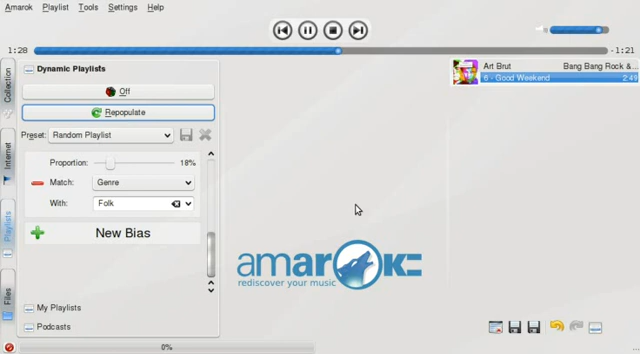 Amarok Playlist Tools Settings Help
1:28
-1:21
Collection
Internet
Playlists
Files
Dynamic Playlists
Off
Repopulate
Preset: Random Playlist
Proportion: 18%
Match: Genre
With: Folk
New Bias
My Playlists
Podcasts
0%
amarok
rediscover your music
Art Brut Bang Bang Rock &...
6 - Good Weekend 2:49